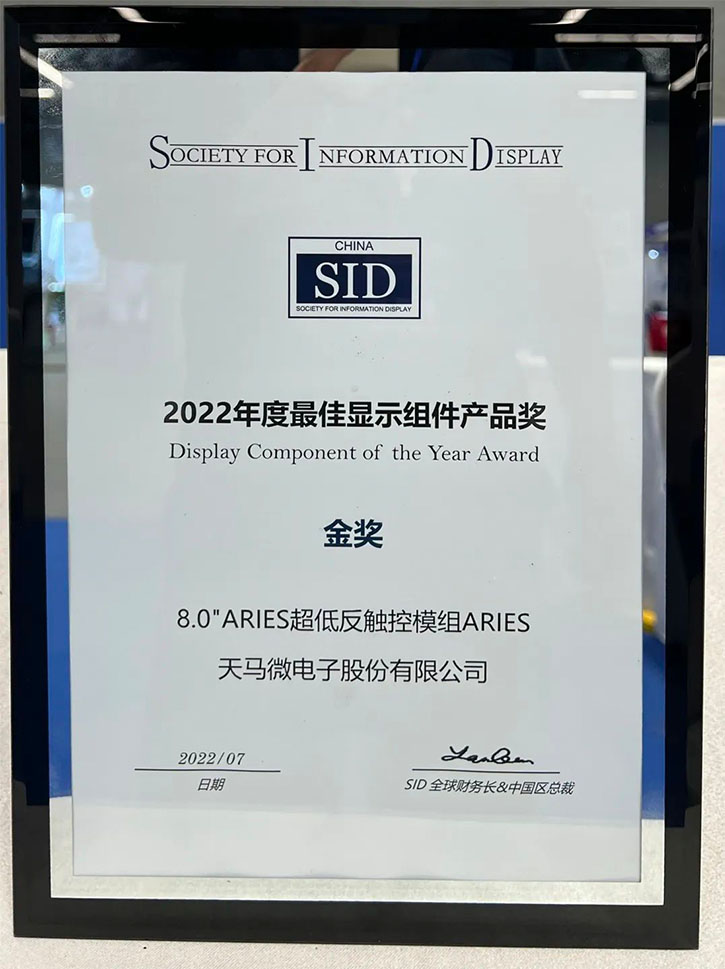 SOCIETY FOR INFORMATION DISPLAY
CHINA
SID
SOCIETY FOR INFORMATION DISPLAY
2022年度最佳显示组件产品奖
Display Component of the Year Award
金奖
8.0"ARIES超低反触控模组ARIES
天马微电子股份有限公司
2022/07
日期
SID 全球财务长&中国区总裁